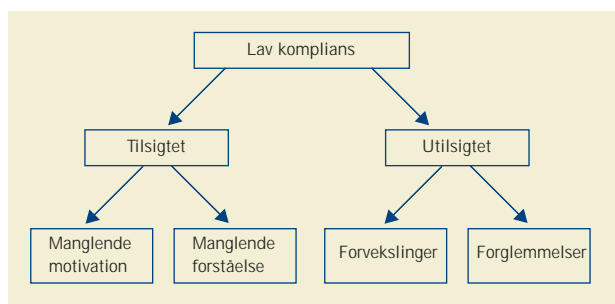 Lav komplians
Tilsigtet
Utilsigtet
Manglende
motivation
Manglende
forståelse
Forvekslinger
Forglemmelser